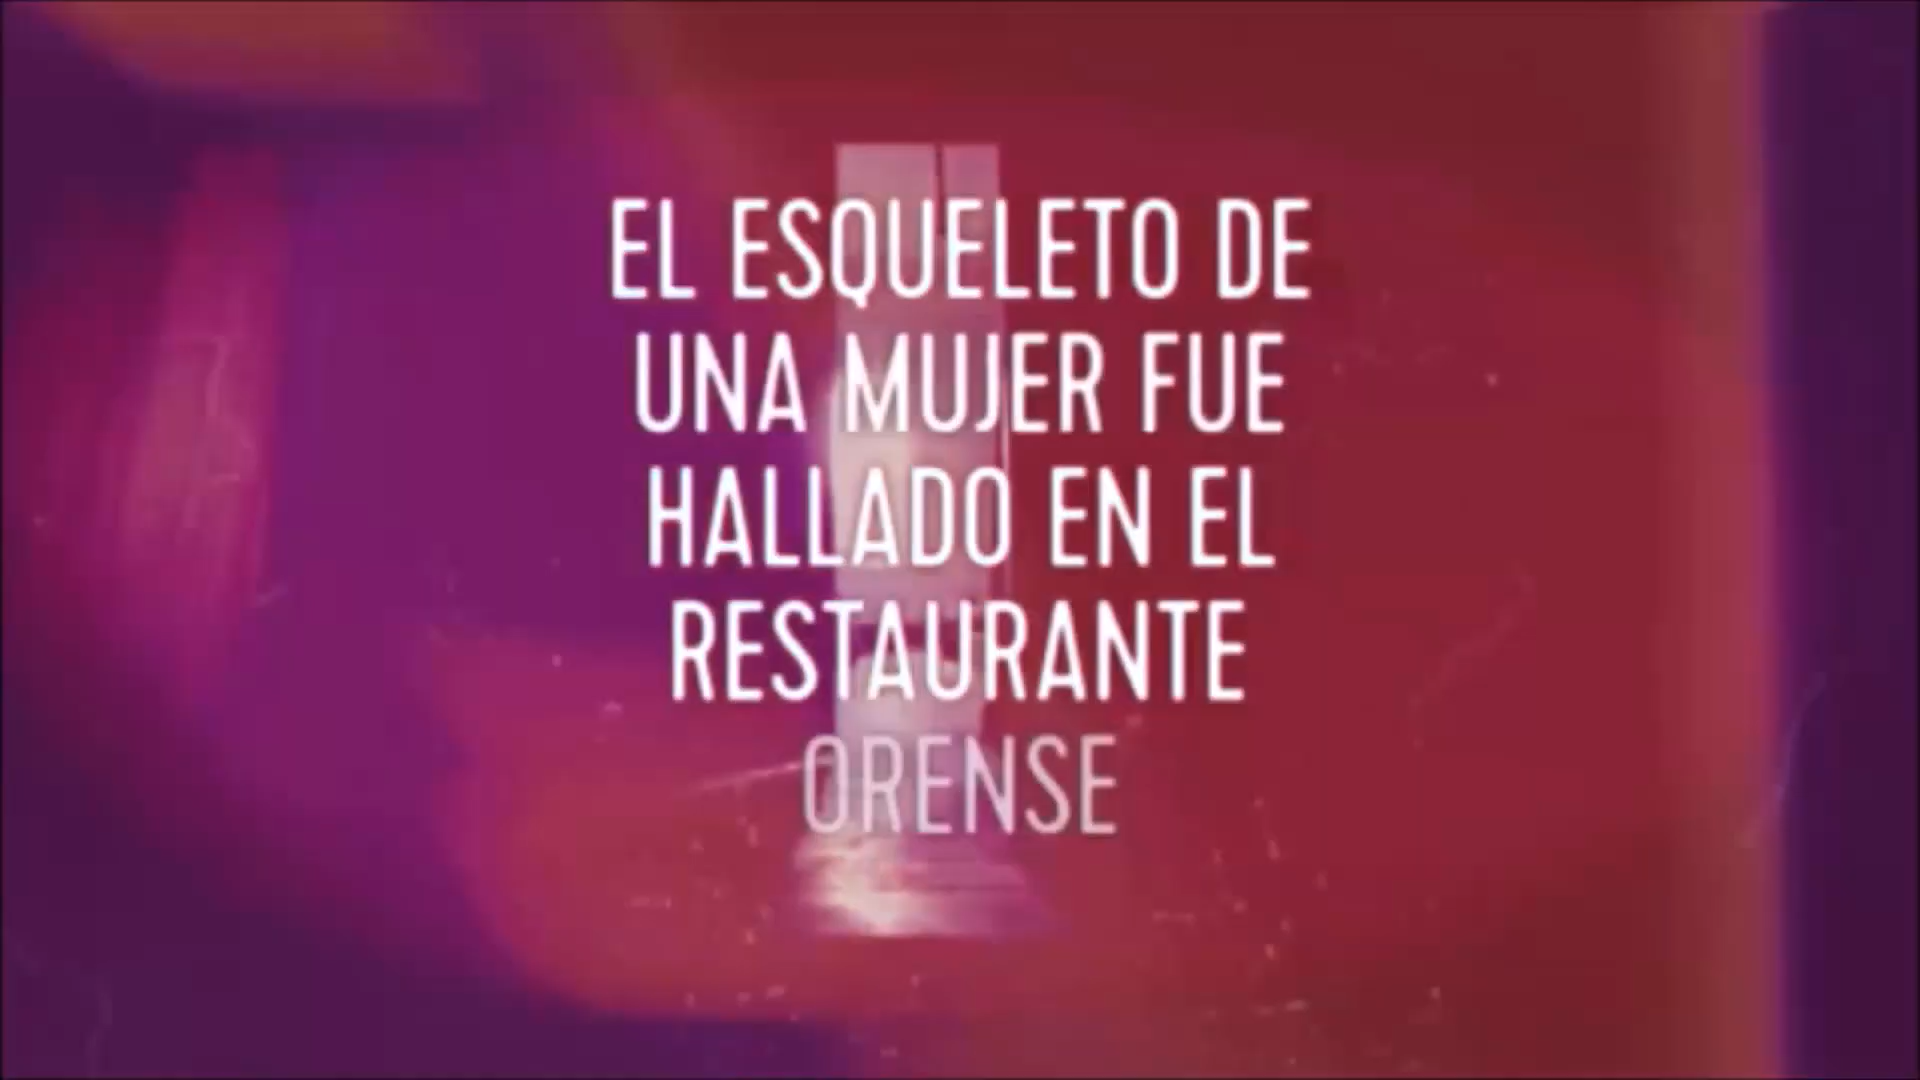 EL ESQUELETO DE
UNA MUJER FUE
HALLADO EN EL
RESTAURANTE
ORENSE